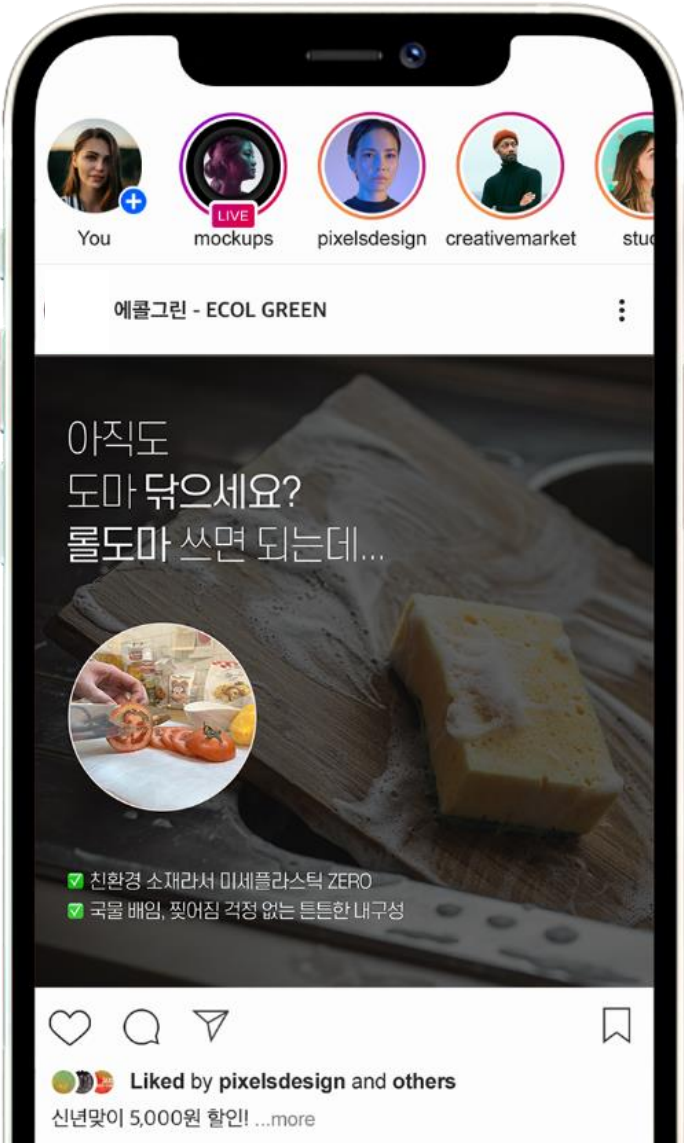 You
LIVE
mockups
pixelsdesign
creativemarket
stud
에콜그린 - ECOL GREEN
아직도
도마 닦으세요?
롤도마 쓰면 되는데...
친환경 소재라서 미세플라스틱 ZERO
국물 배임, 찢어짐 걱정 없는 튼튼한 내구성
Liked by pixelsdesign and others
신년맞이 5,000원 할인! ...more